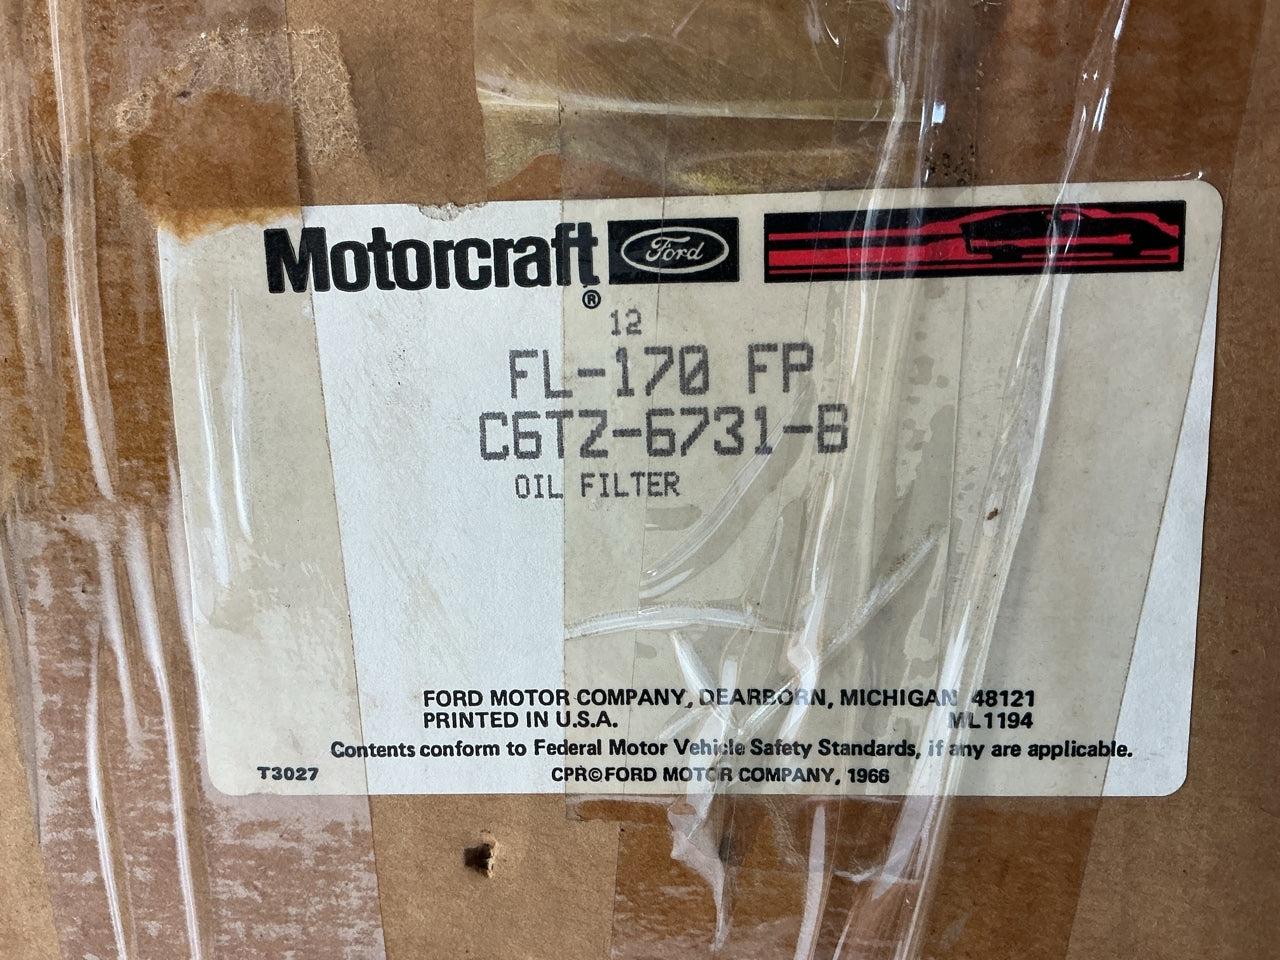 Motorcraft® Ford
12
FL-170 FP
C6TZ-6731-B
OIL FILTER
FORD MOTOR COMPANY, DEARBORN, MICHIGAN 48121
PRINTED IN U.S.A. ML1194
Contents conform to Federal Motor Vehicle Safety Standards, if any are applicable.
T3027 CPR©FORD MOTOR COMPANY, 1966